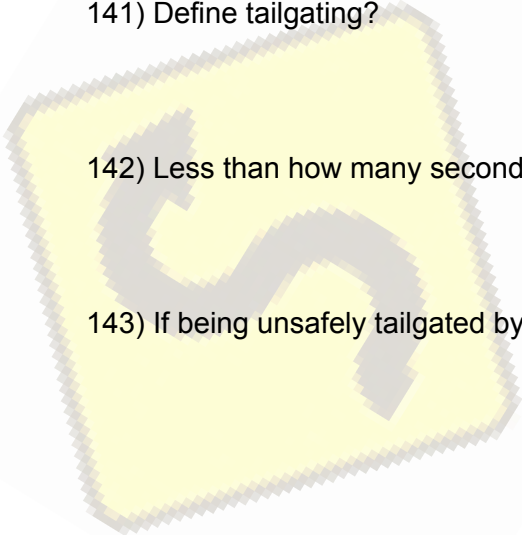 141) Define tailgating?
142) Less than how many second
143) If being unsafely tailgated by